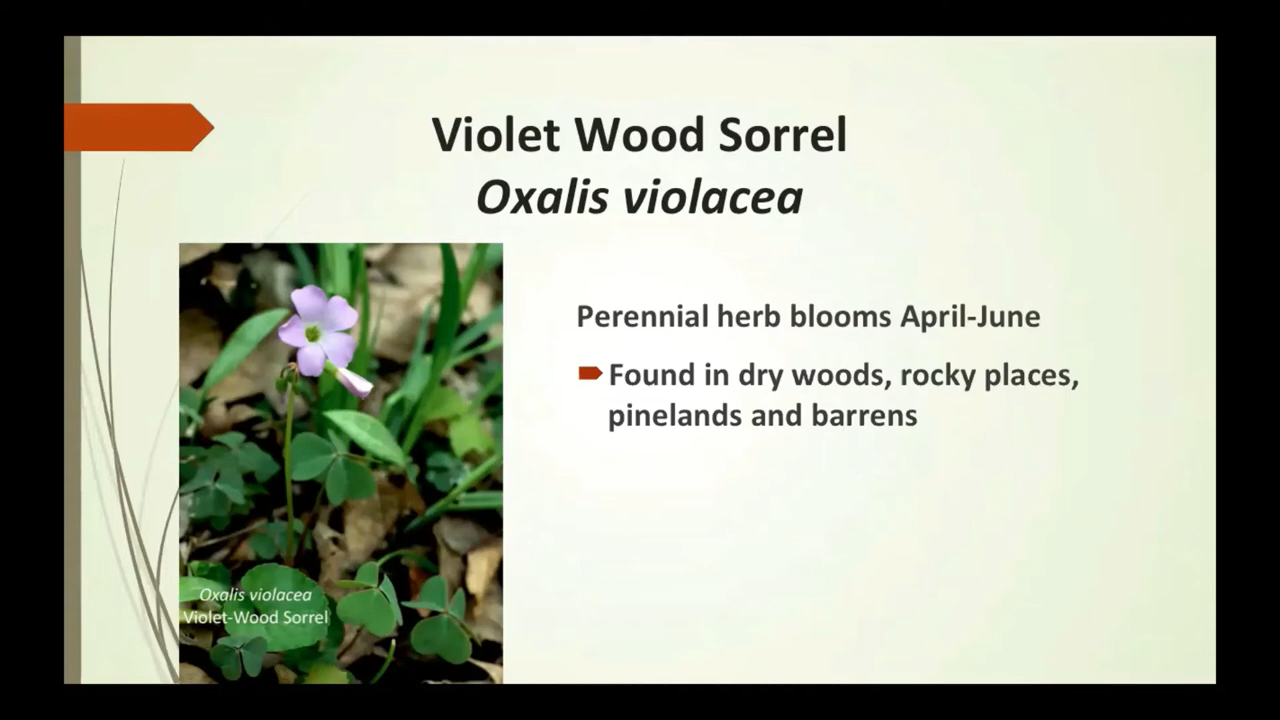 Violet Wood Sorrel
Oxalis violacea
Perennial herb blooms April-June
Found in dry woods, rocky places,
pinelands and barrens
Oxalis violacea
Violet-Wood Sorrel